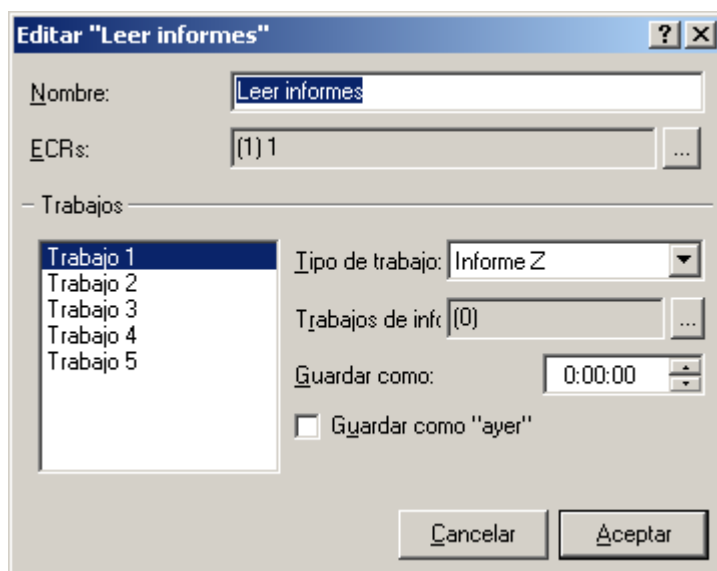 Editar "Leer informes"
Nombre: Leer informes
ECRs: (1) 1 ...
Trabajos
Trabajo 1
Trabajo 2
Trabajo 3
Trabajo 4
Trabajo 5
Tipo de trabajo: Informe Z
Trabajos de info (0) ...
Guardar como: 0:00:00
Guardar como "ayer"
Cancelar Aceptar